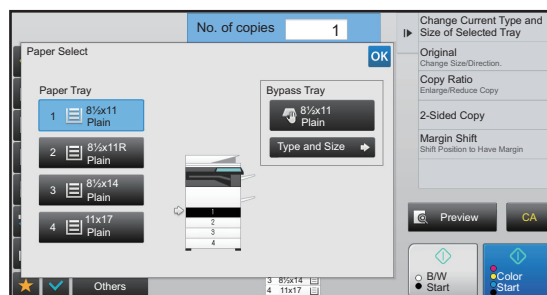 No. of copies 1
Paper Select
OK
Paper Tray
1 8½x11
Plain
2 8½x11R
Plain
3 8½x14
Plain
4 11x17
Plain
1
2
3
4
Bypass Tray
8½x11
Plain
Type and Size
Others
3 8½x14
4 11x17
Change Current Type and
Size of Selected Tray
Original
Change Size/Direction.
Copy Ratio
Enlarge/Reduce Copy
2-Sided Copy
Margin Shift
Shift Position to Have Margin
Preview
CA
B/W
Start
Color
Start